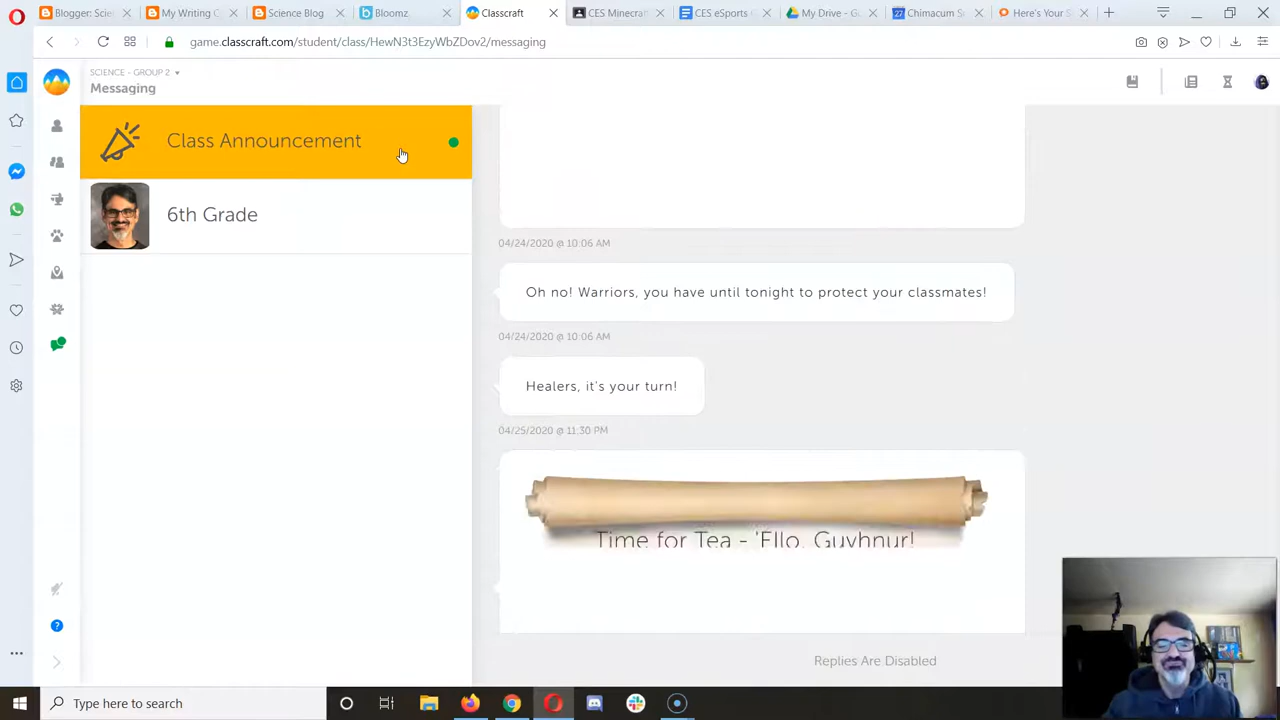 Blogger: Scie
My Writing C
Science Blog
Bloomz
Classcraft
CES Minecraf
CES eSports -
My Drive - G
27
Chimacum S
Here's Your S
game.classcraft.com/student/class/HewN3t3EzyWbZDov2/messaging
SCIENCE - GROUP 2
Messaging
Class Announcement
6th Grade
04/24/2020 @ 10:06 AM
Oh no! Warriors, you have until tonight to protect your classmates!
04/24/2020 @ 10:06 AM
Healers, it's your turn!
04/25/2020 @ 11:30 PM
Time for Tea - 'Ello, Guvhnur!
Replies Are Disabled
Type here to search